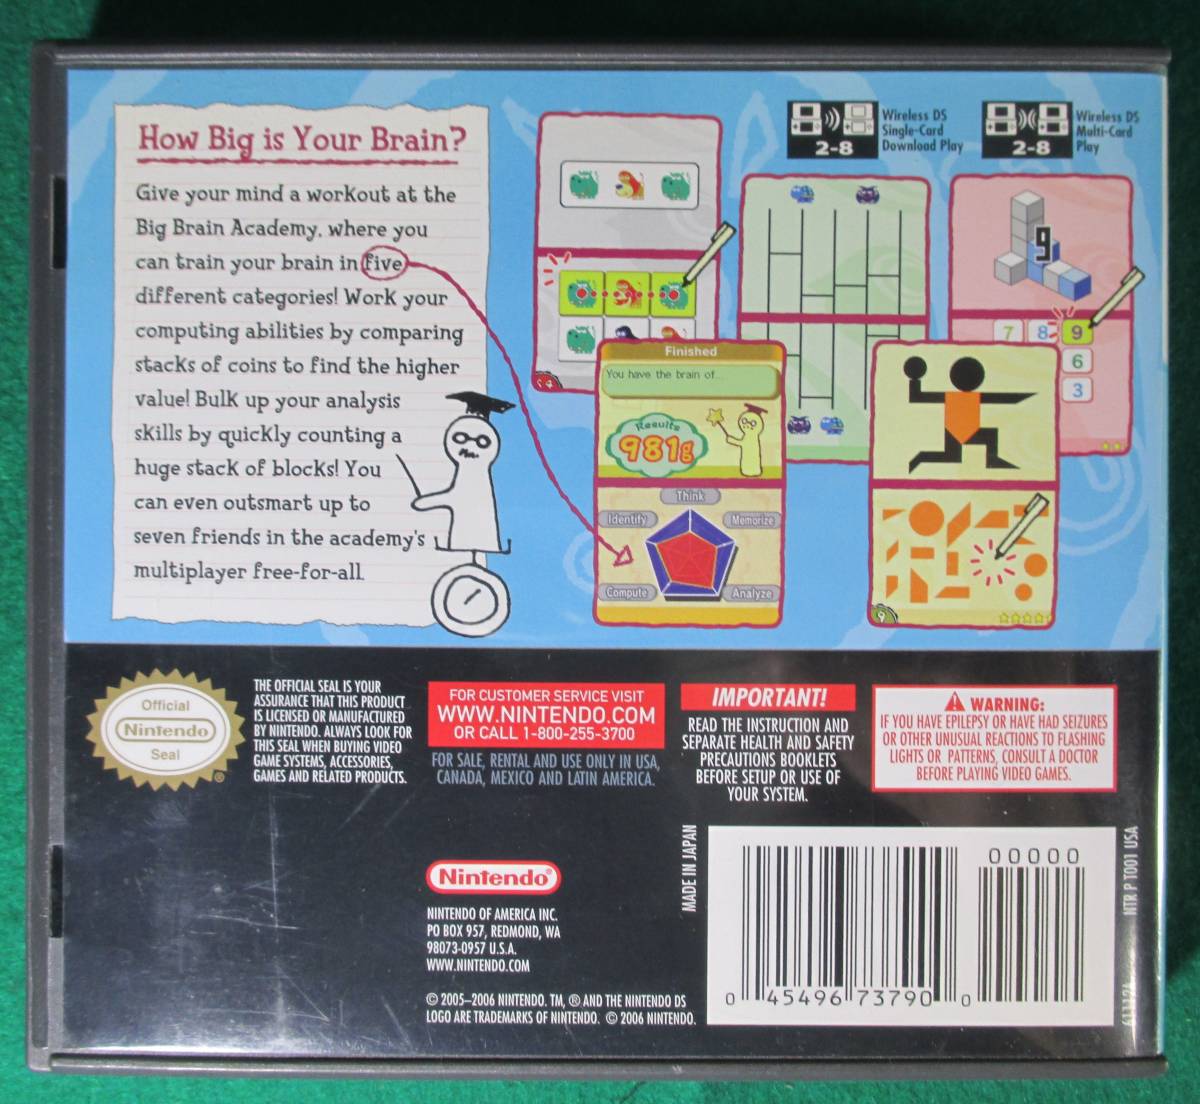 How Big is Your Brain?
Give your mind a workout at the
Big Brain Academy, where you
can train your brain in five
different categories! Work your
computing abilities by comparing
stacks of coins to find the higher
value! Bulk up your analysis
skills by quickly counting a
huge stack of blocks! You
can even outsmart up to
seven friends in the academy's
multiplayer free-for-all.
2-8
Wireless DS
Single-Card
Download Play
2-8
Wireless DS
Multi-Card
Play
9
7 8 9
6
3
Finished
You have the brain of...
Results
981g
Think
Identify
Memorize
Compute
Analyze
Official
Nintendo
Seal
®
THE OFFICIAL SEAL IS YOUR
ASSURANCE THAT THIS PRODUCT
IS LICENSED OR MANUFACTURED
BY NINTENDO. ALWAYS LOOK FOR
THIS SEAL WHEN BUYING VIDEO
GAME SYSTEMS, ACCESSORIES,
GAMES AND RELATED PRODUCTS.
FOR CUSTOMER SERVICE VISIT
WWW.NINTENDO.COM
OR CALL 1-800-255-3700
FOR SALE, RENTAL AND USE ONLY IN USA,
CANADA, MEXICO AND LATIN AMERICA.
IMPORTANT!
READ THE INSTRUCTION AND
SEPARATE HEALTH AND SAFETY
PRECAUTIONS BOOKLETS
BEFORE SETUP OR USE OF
YOUR SYSTEM.
WARNING:
IF YOU HAVE EPILEPSY OR HAVE HAD SEIZURES
OR OTHER UNUSUAL REACTIONS TO FLASHING
LIGHTS OR PATTERNS, CONSULT A DOCTOR
BEFORE PLAYING VIDEO GAMES.
Nintendo®
NINTENDO OF AMERICA INC.
PO BOX 957, REDMOND, WA
98073-0957 U.S.A.
WWW.NINTENDO.COM
© 2005–2006 NINTENDO. TM, ® AND THE NINTENDO DS
LOGO ARE TRADEMARKS OF NINTENDO. © 2006 NINTENDO.
MADE IN JAPAN
00000
0 45496 73790 0
NTR P T001 USA
61112A